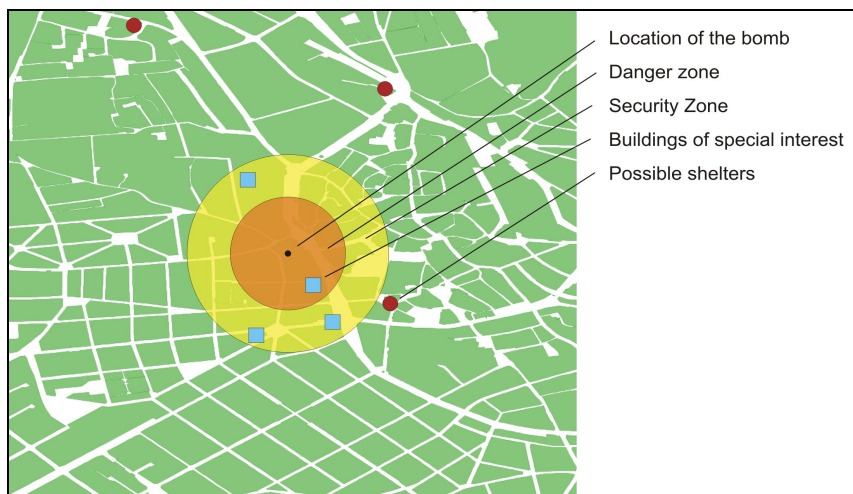 Location of the bomb
Danger zone
Security Zone
Buildings of special interest
Possible shelters